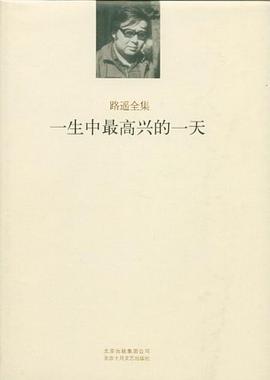 路遥全集
一生中最高兴的一天
北京出版集团公司
北京十月文艺出版社